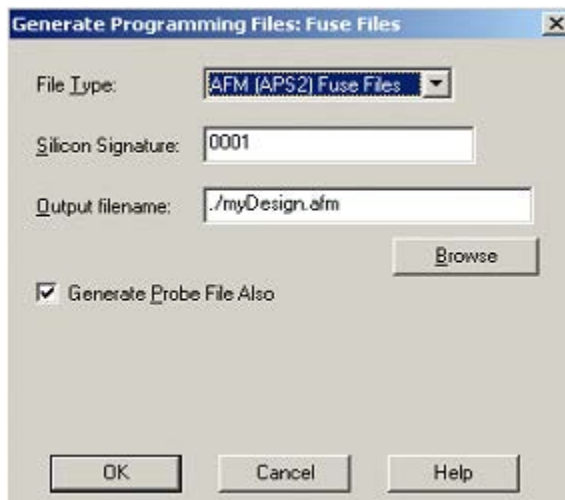 Generate Programming Files: Fuse Files
File Type: AFM (APS2) Fuse Files
Silicon Signature: 0001
Output filename: ./myDesign.afm
Browse
Generate Probe File Also
OK Cancel Help